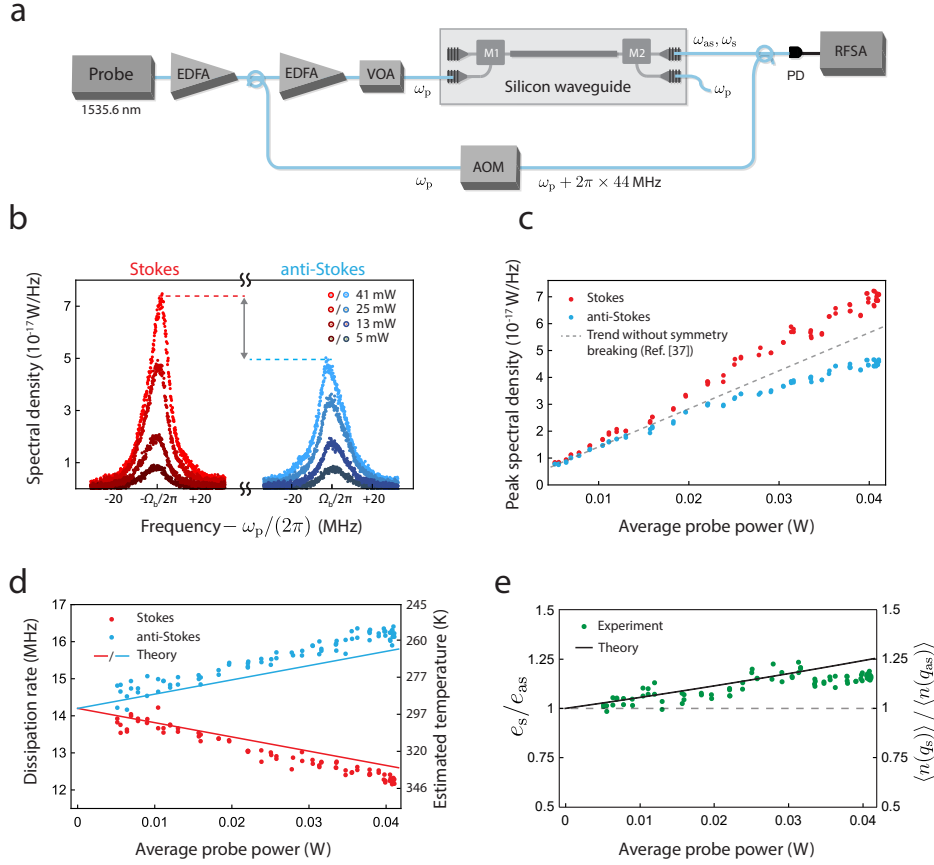 a
Probe
1535.6 nm
EDFA
EDFA
VOA
ω_p
M1
M2
Silicon waveguide
ω_as, ω_s
ω_p
PD
RFSA
AOM
ω_p
ω_p + 2π × 44 MHz
b
Stokes
anti-Stokes
Spectral density (10⁻¹⁷ W/Hz)
7
5
3
1
/ 41 mW
/ 25 mW
/ 13 mW
/ 5 mW
-20
-Ω_b/2π
+20
-20
Ω_b/2π
+20
Frequency − ω_p/(2π) (MHz)
c
Peak spectral density (10⁻¹⁷ W/Hz)
7
6
5
4
3
2
1
0
Stokes
anti-Stokes
Trend without symmetry
breaking (Ref. [37])
0.01
0.02
0.03
0.04
Average probe power (W)
d
Dissipation rate (MHz)
17
16
15
14
13
12
Stokes
anti-Stokes
/ Theory
245
260
277
297
320
346
Estimated temperature (K)
0
0.01
0.02
0.03
0.04
Average probe power (W)
e
e_s/e_as
1.5
1.25
1
0.75
0.5
Experiment
Theory
1.5
1.25
1
0.75
0.5
⟨n(q_s)⟩ / ⟨n(q_as)⟩
0
0.01
0.02
0.03
0.04
Average probe power (W)